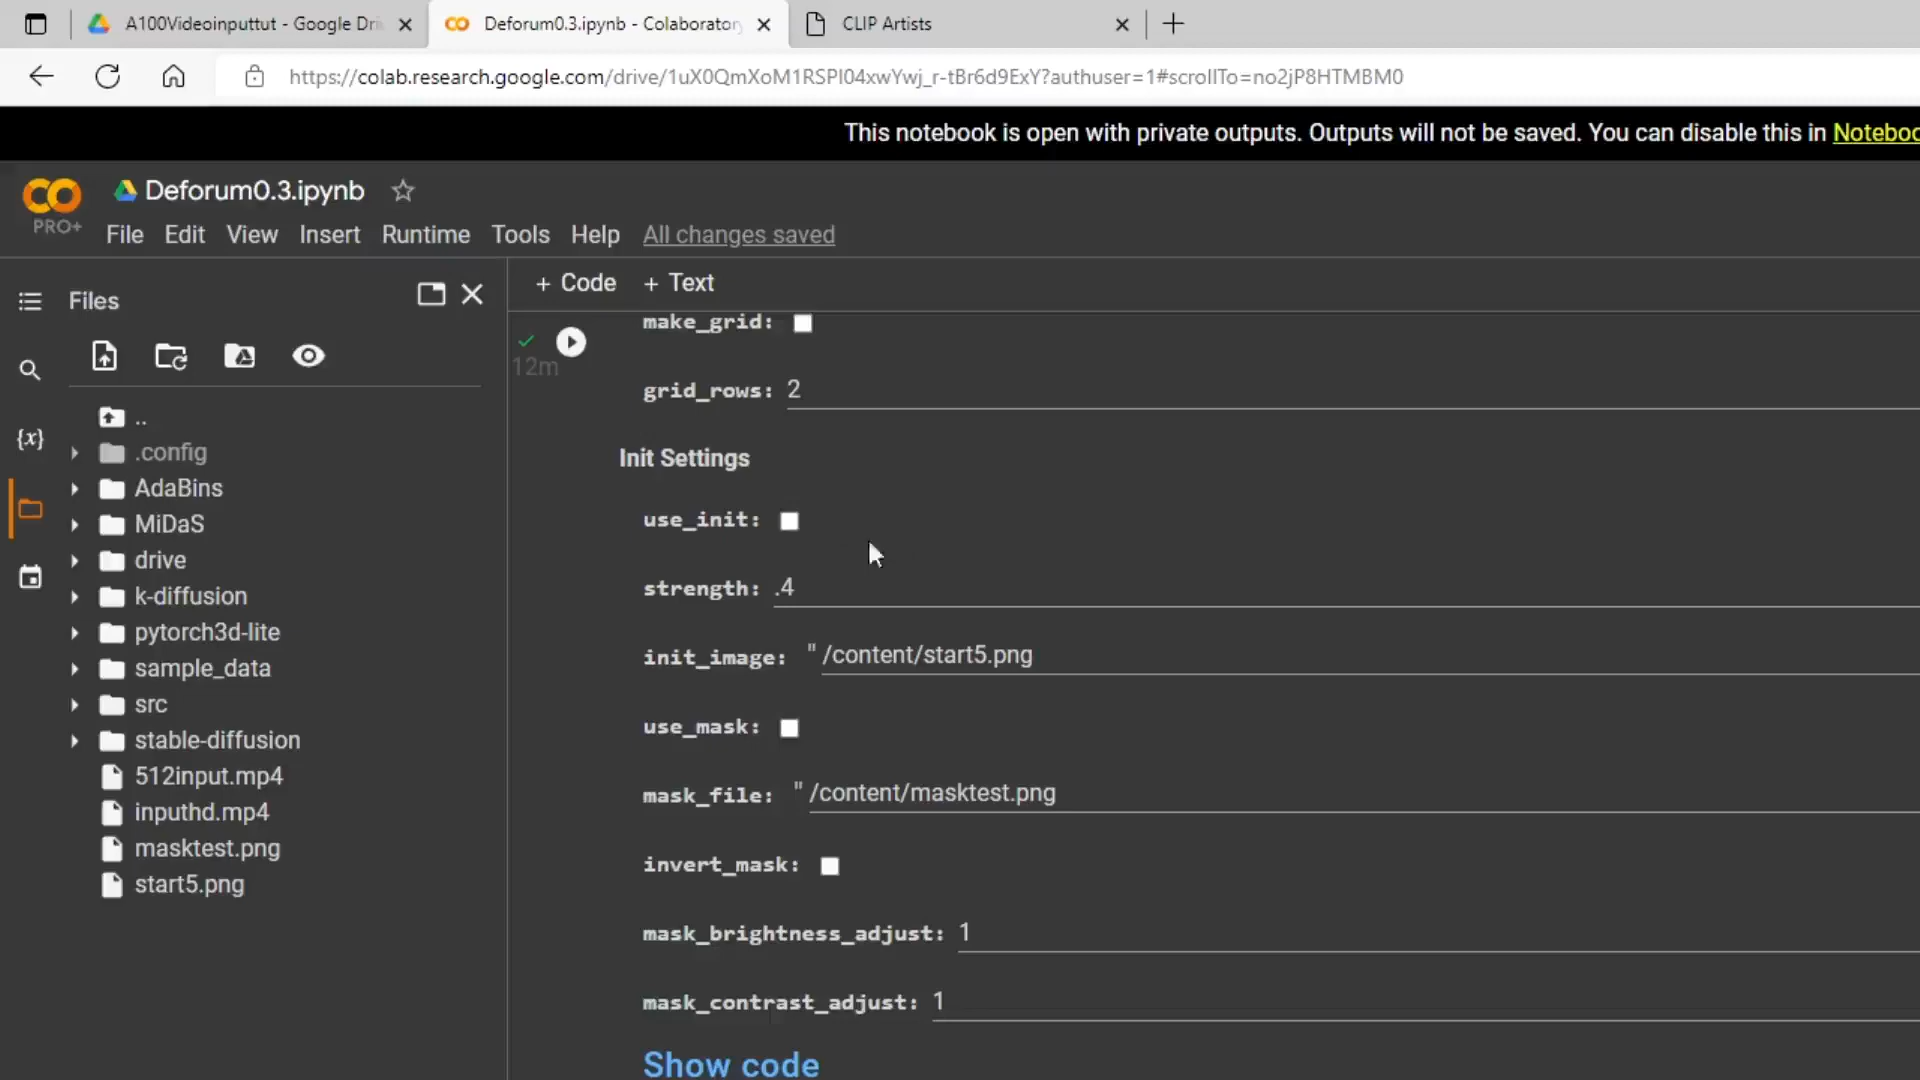 A100Videoinputtut - Google Dri
Deforum0.3.ipynb - Colaborator
CLIP Artists
https://colab.research.google.com/drive/1uX0QmXoM1RSPI04xwYwj_r-tBr6d9ExY?authuser=1#scrollTo=no2jP8HTMBM0
This notebook is open with private outputs. Outputs will not be saved. You can disable this in Noteboo
Deforum0.3.ipynb
PRO+
File Edit View Insert Runtime Tools Help All changes saved
Files
+ Code + Text
12m
..
.config
AdaBins
MiDaS
drive
k-diffusion
pytorch3d-lite
sample_data
src
stable-diffusion
512input.mp4
inputhd.mp4
masktest.png
start5.png
{x}
make_grid:
grid_rows: 2
Init Settings
use_init:
strength: .4
init_image: "/content/start5.png
use_mask:
mask_file: "/content/masktest.png
invert_mask:
mask_brightness_adjust: 1
mask_contrast_adjust: 1
Show code